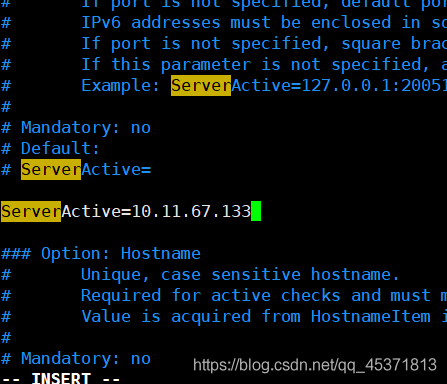 # If port is not specified, default por
# IPv6 addresses must be enclosed in sq
# If port is not specified, square brac
# If this parameter is not specified, a
# Example: ServerActive=127.0.0.1:20051
#
# Mandatory: no
# Default:
# ServerActive=
ServerActive=10.11.67.133
### Option: Hostname
# Unique, case sensitive hostname.
# Required for active checks and must m
# Value is acquired from HostnameItem i
#
# Mandatory: no
-- INSERT --
https://blog.csdn.net/qq_45371813